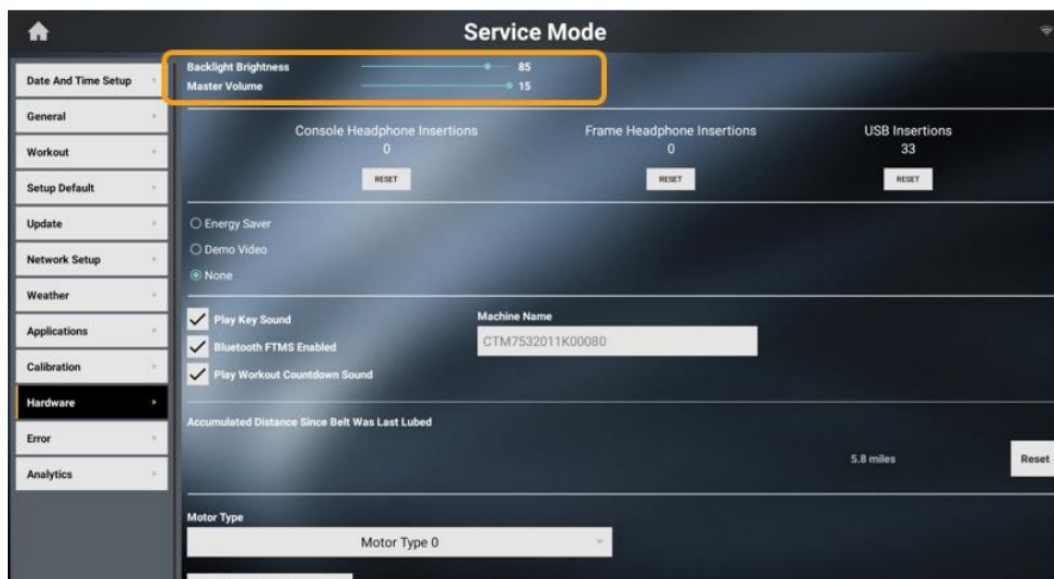 Service Mode
Date And Time Setup
General
Workout
Setup Default
Update
Network Setup
Weather
Applications
Calibration
Hardware
Error
Analytics
Backlight Brightness 85
Master Volume 15
Console Headphone Insertions Frame Headphone Insertions USB Insertions
0 0 33
RESET RESET RESET
Energy Saver
Demo Video
None
Play Key Sound
Bluetooth FTMS Enabled
Play Workout Countdown Sound
Machine Name
CTM7532011K00080
Accumulated Distance Since Belt Was Last Lubed
5.8 miles Reset
Motor Type
Motor Type 0